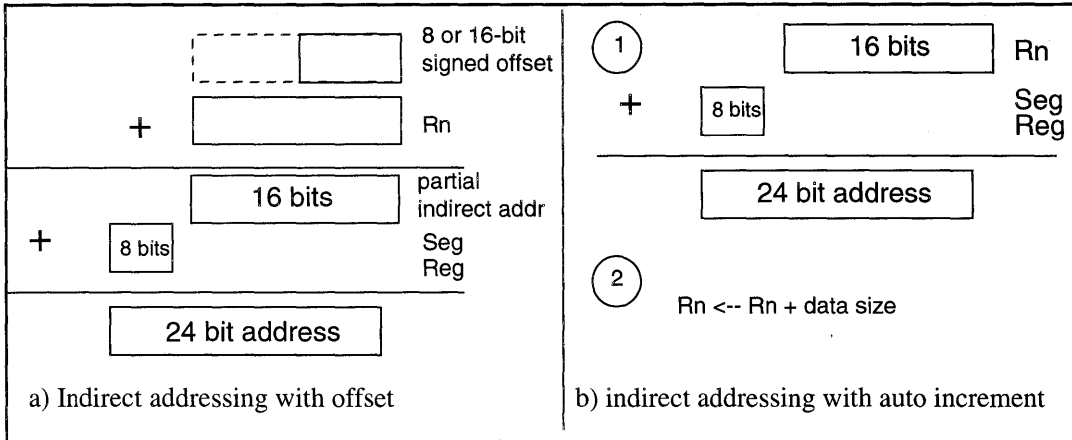 8 or 16-bit
signed offset
+
Rn
16 bits
partial
indirect addr
+
8 bits
Seg
Reg
24 bit address
a) Indirect addressing with offset
1
16 bits
Rn
+
8 bits
Seg
Reg
24 bit address
2
Rn <-- Rn + data size
b) indirect addressing with auto increment